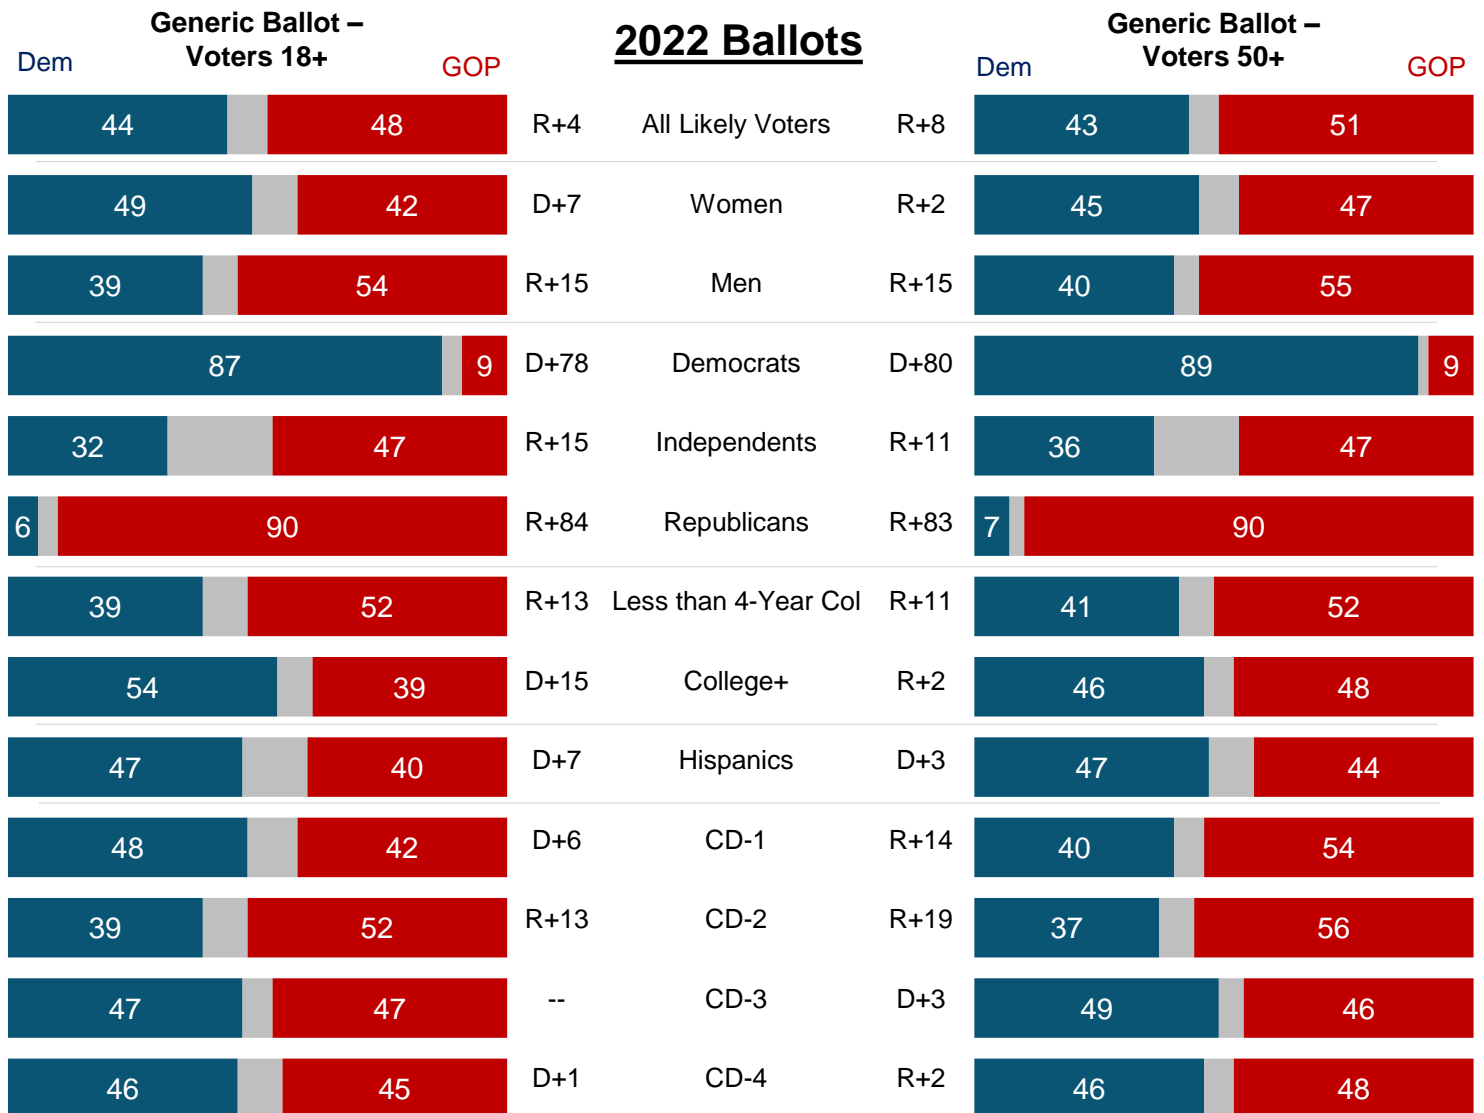 Generic Ballot –
Voters 18+
2022 Ballots
Generic Ballot –
Voters 50+
Dem GOP Dem GOP
44 48 R+4 All Likely Voters R+8 43 51
49 42 D+7 Women R+2 45 47
39 54 R+15 Men R+15 40 55
87 9 D+78 Democrats D+80 89 9
32 47 R+15 Independents R+11 36 47
6 90 R+84 Republicans R+83 7 90
39 52 R+13 Less than 4-Year Col R+11 41 52
54 39 D+15 College+ R+2 46 48
47 40 D+7 Hispanics D+3 47 44
48 42 D+6 CD-1 R+14 40 54
39 52 R+13 CD-2 R+19 37 56
47 47 -- CD-3 D+3 49 46
46 45 D+1 CD-4 R+2 46 48